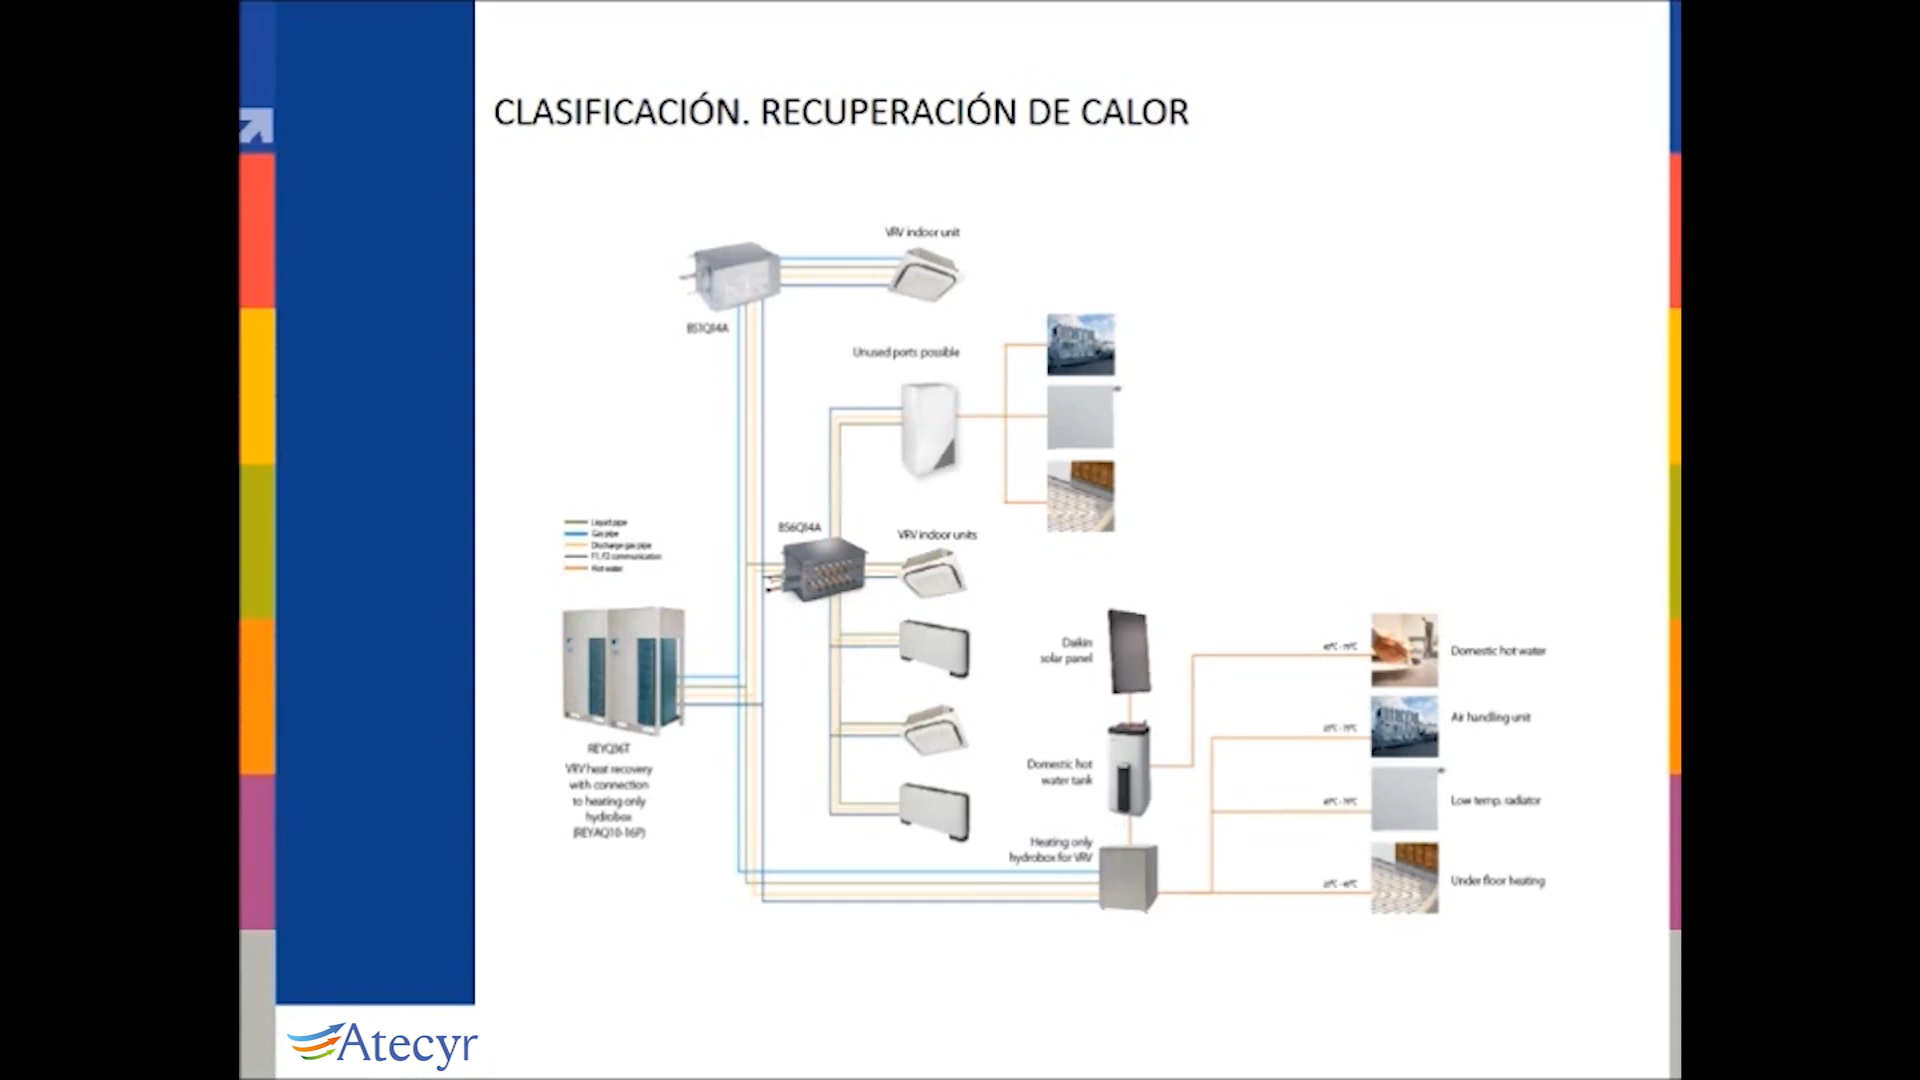 CLASIFICACIÓN. RECUPERACIÓN DE CALOR
VRV indoor unit
BS1Q14A
Unused ports possible
BS6Q14A
VRV indoor units
Liquid pipe
Gas pipe
Discharge gas pipe
F1, F2 communication
Hot water
REYQ36T
VRV heat recovery
with connection
to heating only
hydrobox
(REYAQ10-16P)
Daikin
solar panel
Domestic hot
water tank
Heating only
hydrobox for VRV
Domestic hot water
Air handling unit
Low temp. radiator
Under floor heating
Atecyr